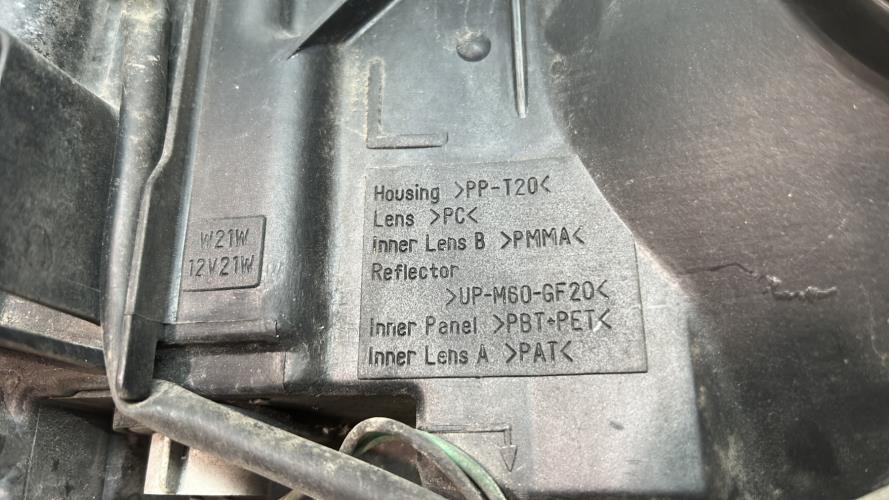 Housing >PP-T20<
Lens >PC<
Inner Lens B >PMMA<
Reflector
>UP-M60-GF20<
Inner Panel >PBT+PET<
Inner Lens A >PAT<
W21W
12V21W